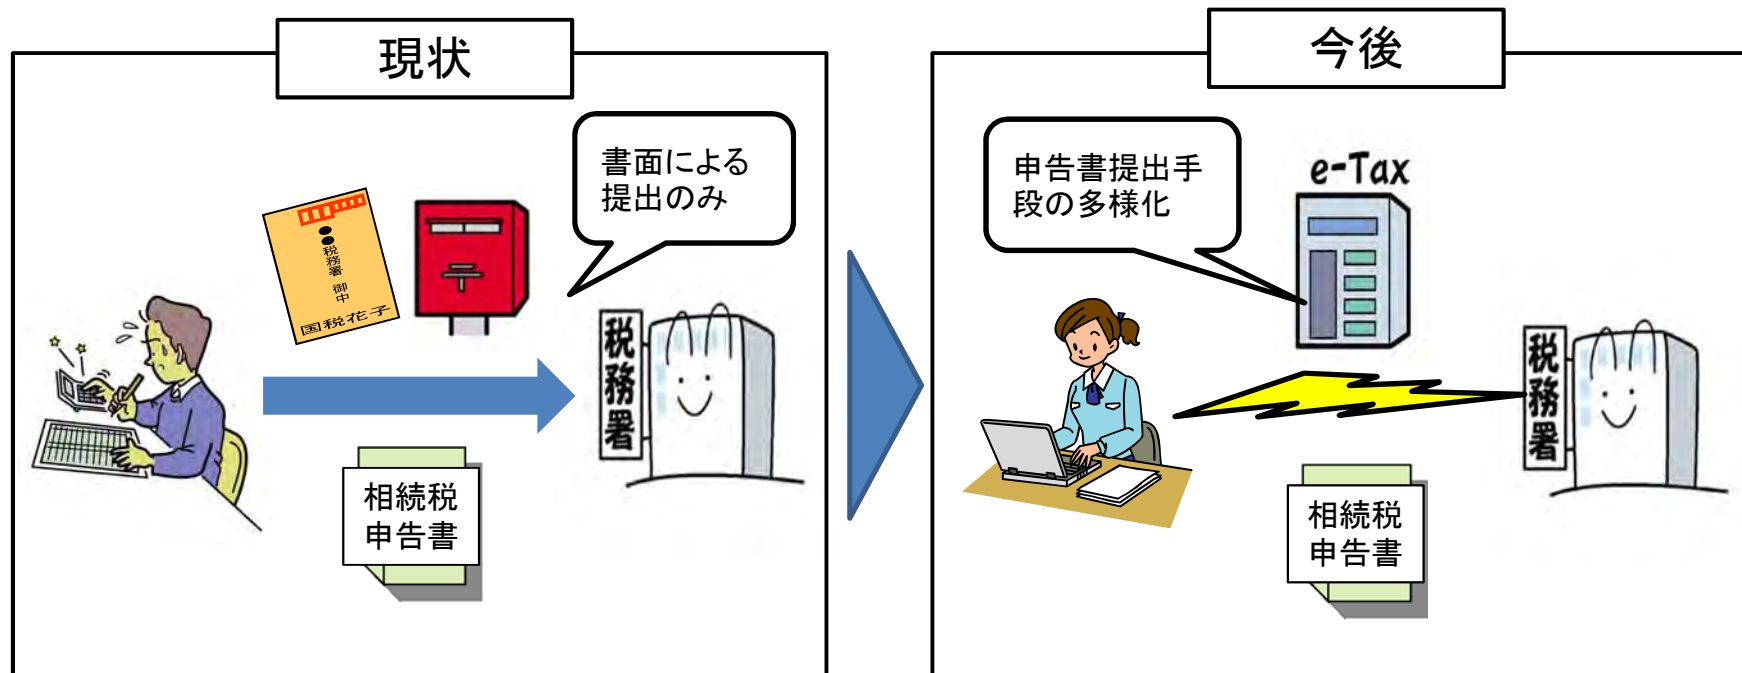 現状
書面による
提出のみ
●●税務署 御中
国税花子
税務署
相続税
申告書
今後
申告書提出手
段の多様化
e-Tax
税務署
相続税
申告書